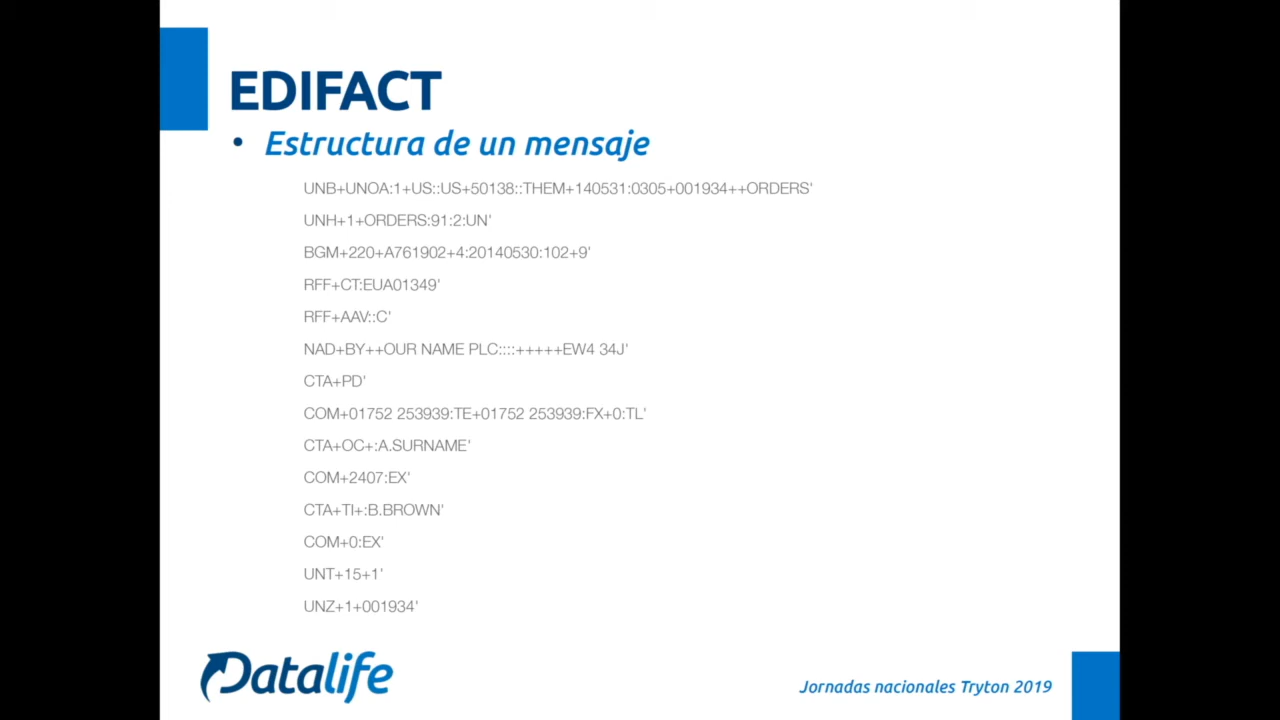 EDIFACT
• Estructura de un mensaje
UNB+UNOA:1+US::US+50138::THEM+140531:0305+001934++ORDERS'
UNH+1+ORDERS:91:2:UN'
BGM+220+A761902+4:20140530:102+9'
RFF+CT:EUA01349'
RFF+AAV::C'
NAD+BY++OUR NAME PLC::::+++++EW4 34J'
CTA+PD'
COM+01752 253939:TE+01752 253939:FX+0:TL'
CTA+OC+:A.SURNAME'
COM+2407:EX'
CTA+TI+:B.BROWN'
COM+0:EX'
UNT+15+1'
UNZ+1+001934'
Datalife
Jornadas nacionales Tryton 2019